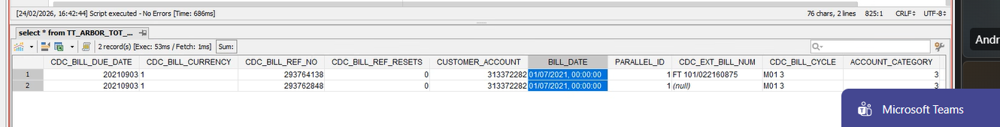 [24/02/2026, 16:42:44] Script executed - No Errors [Time: 686ms]
76 chars, 2 lines 825:1 CRLF UTF-8
select * from TT_ARBOR_TOT_...
2 record(s) [Exec: 53ms / Fetch: 1ms] Sum:
CDC_BILL_DUE_DATE CDC_BILL_CURRENCY CDC_BILL_REF_NO CDC_BILL_REF_RESETS CUSTOMER_ACCOUNT BILL_DATE PARALLEL_ID CDC_EXT_BILL_NUM CDC_BILL_CYCLE ACCOUNT_CATEGORY
1 20210903 1 293764138 0 313372282 01/07/2021, 00:00:00 1 FT 101/022160875 M01 3 3
2 20210903 1 293762848 0 313372282 01/07/2021, 00:00:00 1 (null) M01 3 3
Andr
Microsoft Teams